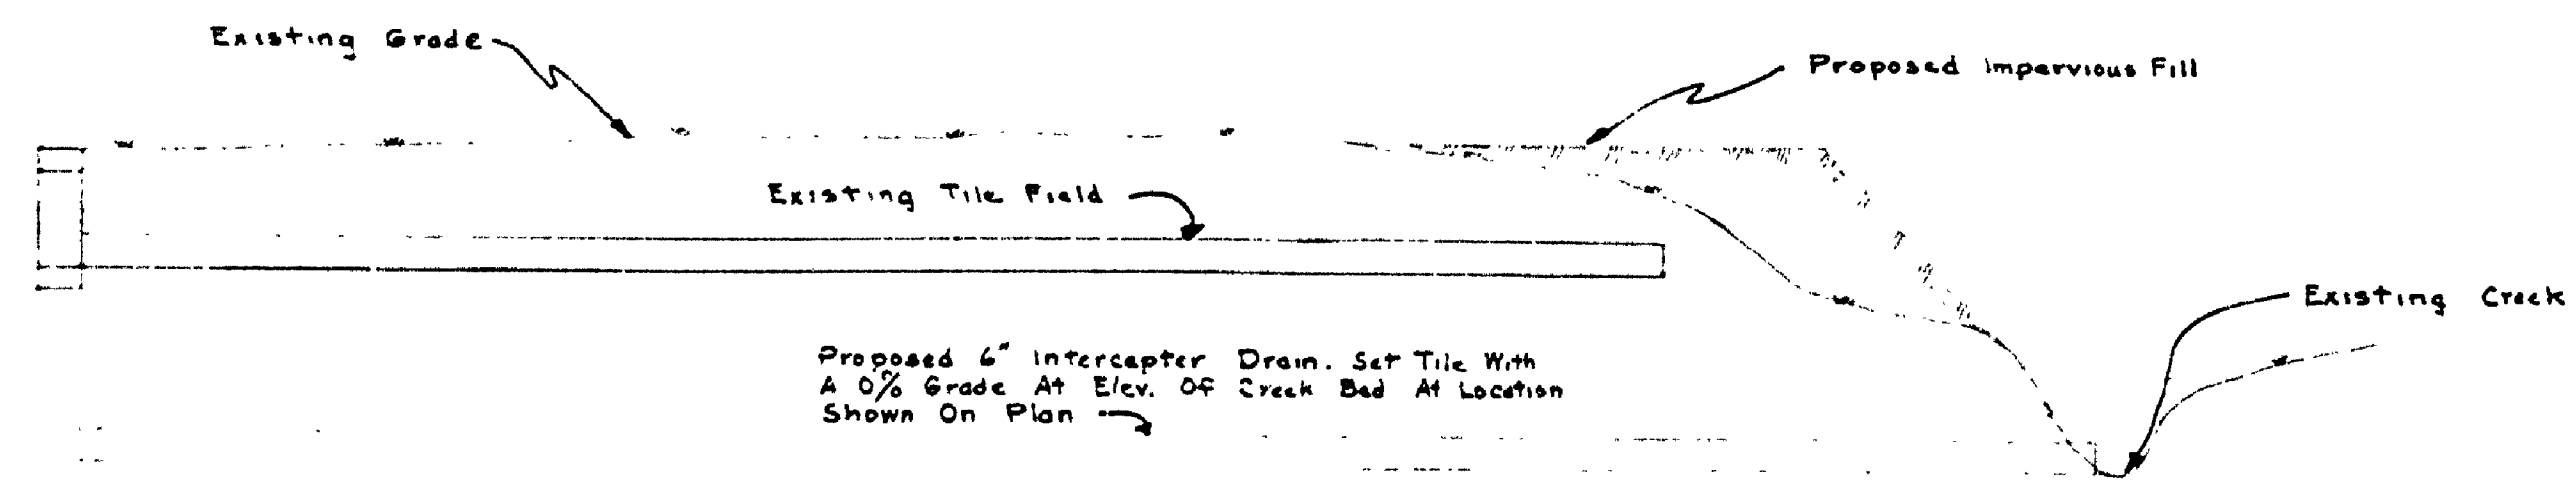 Existing Grade
Proposed Impervious Fill
Existing Tile Field
Existing Creek
Proposed 6" Intercepter Drain. Set Tile With
A 0% Grade At Elev. Of Creek Bed At Location
Shown On Plan